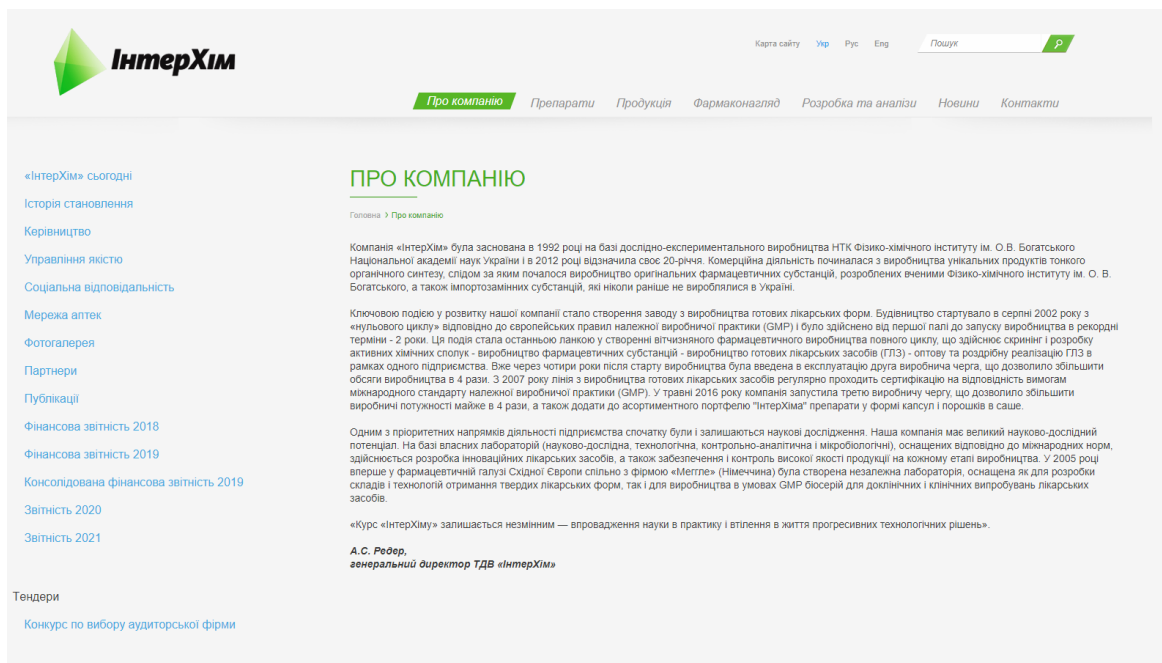 ІнтерХім
Карта сайту Укр Рус Eng Пошук
Про компанію Препарати Продукція Фармаконагляд Розробка та аналізи Новини Контакти
«ІнтерХім» сьогодні
Історія становлення
Керівництво
Управління якістю
Соціальна відповідальність
Мережа аптек
Фотогалерея
Партнери
Публікації
Фінансова звітність 2018
Фінансова звітність 2019
Консолідована фінансова звітність 2019
Звітність 2020
Звітність 2021
Тендери
Конкурс по вибору аудиторської фірми
ПРО КОМПАНІЮ
Головна › Про компанію
Компанія «ІнтерХім» була заснована в 1992 році на базі дослідно-експериментального виробництва НТК Фізико-хімічного інституту ім. О.В. Богатського
Національної академії наук України і в 2012 році відзначила своє 20-річчя. Комерційна діяльність починалася з виробництва унікальних продуктів тонкого
органічного синтезу, слідом за яким почалося виробництво оригінальних фармацевтичних субстанцій, розроблених вченими Фізико-хімічного інституту ім. О. В.
Богатського, а також імпортозамінних субстанцій, які ніколи раніше не вироблялися в Україні.
Ключовою подією у розвитку нашої компанії стало створення заводу з виробництва готових лікарських форм. Будівництво стартувало в серпні 2002 року з
«нульового циклу» відповідно до європейських правил належної виробничої практики (GMP) і було здійснено від першої палі до запуску виробництва в рекордні
терміни - 2 роки. Ця подія стала останньою ланкою у створенні вітчизняного фармацевтичного виробництва повного циклу, що здійснює скринінг і розробку
активних хімічних сполук - виробництво фармацевтичних субстанцій - виробництво готових лікарських засобів (ГЛЗ) - оптову та роздрібну реалізацію ГЛЗ в
рамках одного підприємства. Вже через чотири роки після старту виробництва була введена в експлуатацію друга виробнича черга, що дозволило збільшити
обсяги виробництва в 4 рази. З 2007 року лінія з виробництва готових лікарських засобів регулярно проходить сертифікацію на відповідність вимогам
міжнародного стандарту належної виробничої практики (GMP). У травні 2016 року компанія запустила третю виробничу чергу, що дозволило збільшити
виробничі потужності майже в 4 рази, а також додати до асортиментного портфелю "ІнтерХіма" препарати у формі капсул і порошків в саше.
Одним з пріоритетних напрямків діяльності підприємства спочатку були і залишаються наукові дослідження. Наша компанія має великий науково-дослідний
потенціал. На базі власних лабораторій (науково-дослідна, технологічна, контрольно-аналітична і мікробіологічні), оснащених відповідно до міжнародних норм,
здійснюється розробка інноваційних лікарських засобів, а також забезпечення і контроль високої якості продукції на кожному етапі виробництва. У 2005 році
вперше у фармацевтичній галузі Східної Європи спільно з фірмою «Меггле» (Німеччина) була створена незалежна лабораторія, оснащена як для розробки
складів і технологій отримання твердих лікарських форм, так і для виробництва в умовах GMP біосерій для доклінічних і клінічних випробувань лікарських
засобів.
«Курс «ІнтерХіму» залишається незмінним — впровадження науки в практику і втілення в життя прогресивних технологічних рішень».
А.С. Редер,
генеральний директор ТДВ «ІнтерХім»